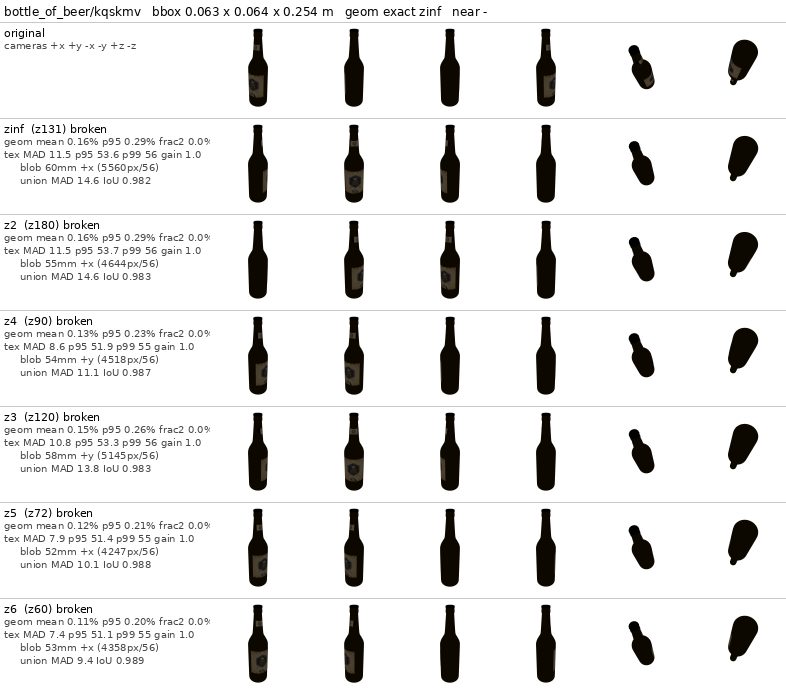 bottle_of_beer/kqskmv   bbox 0.063 x 0.064 x 0.254 m   geom exact zinf   near -
original
cameras +x +y -x -y +z -z
zinf  (z131) broken
geom mean 0.16% p95 0.29% frac2 0.0%
tex MAD 11.5 p95 53.6 p99 56 gain 1.0
blob 60mm +x (5560px/56)
union MAD 14.6 IoU 0.982
z2  (z180) broken
geom mean 0.16% p95 0.29% frac2 0.0%
tex MAD 11.5 p95 53.7 p99 56 gain 1.0
blob 55mm +x (4644px/56)
union MAD 14.6 IoU 0.983
z4  (z90) broken
geom mean 0.13% p95 0.23% frac2 0.0%
tex MAD 8.6 p95 51.9 p99 55 gain 1.0
blob 54mm +y (4518px/56)
union MAD 11.1 IoU 0.987
z3  (z120) broken
geom mean 0.15% p95 0.26% frac2 0.0%
tex MAD 10.8 p95 53.3 p99 56 gain 1.0
blob 58mm +y (5145px/56)
union MAD 13.8 IoU 0.983
z5  (z72) broken
geom mean 0.12% p95 0.21% frac2 0.0%
tex MAD 7.9 p95 51.4 p99 55 gain 1.0
blob 52mm +x (4247px/56)
union MAD 10.1 IoU 0.988
z6  (z60) broken
geom mean 0.11% p95 0.20% frac2 0.0%
tex MAD 7.4 p95 51.1 p99 55 gain 1.0
blob 53mm +x (4358px/56)
union MAD 9.4 IoU 0.989